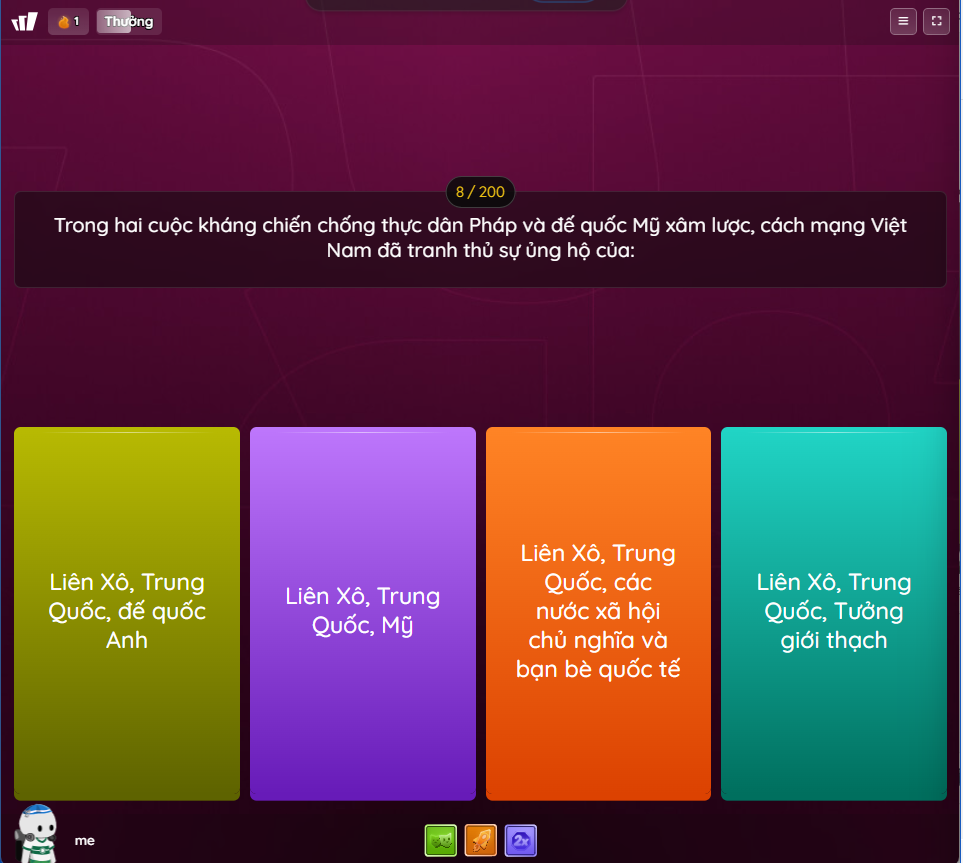 1
Thưởng
8 / 200
Trong hai cuộc kháng chiến chống thực dân Pháp và đế quốc Mỹ xâm lược, cách mạng Việt
Nam đã tranh thủ sự ủng hộ của:
Liên Xô, Trung
Quốc, đế quốc
Anh
Liên Xô, Trung
Quốc, Mỹ
Liên Xô, Trung
Quốc, các
nước xã hội
chủ nghĩa và
bạn bè quốc tế
Liên Xô, Trung
Quốc, Tưởng
giới thạch
me
2x